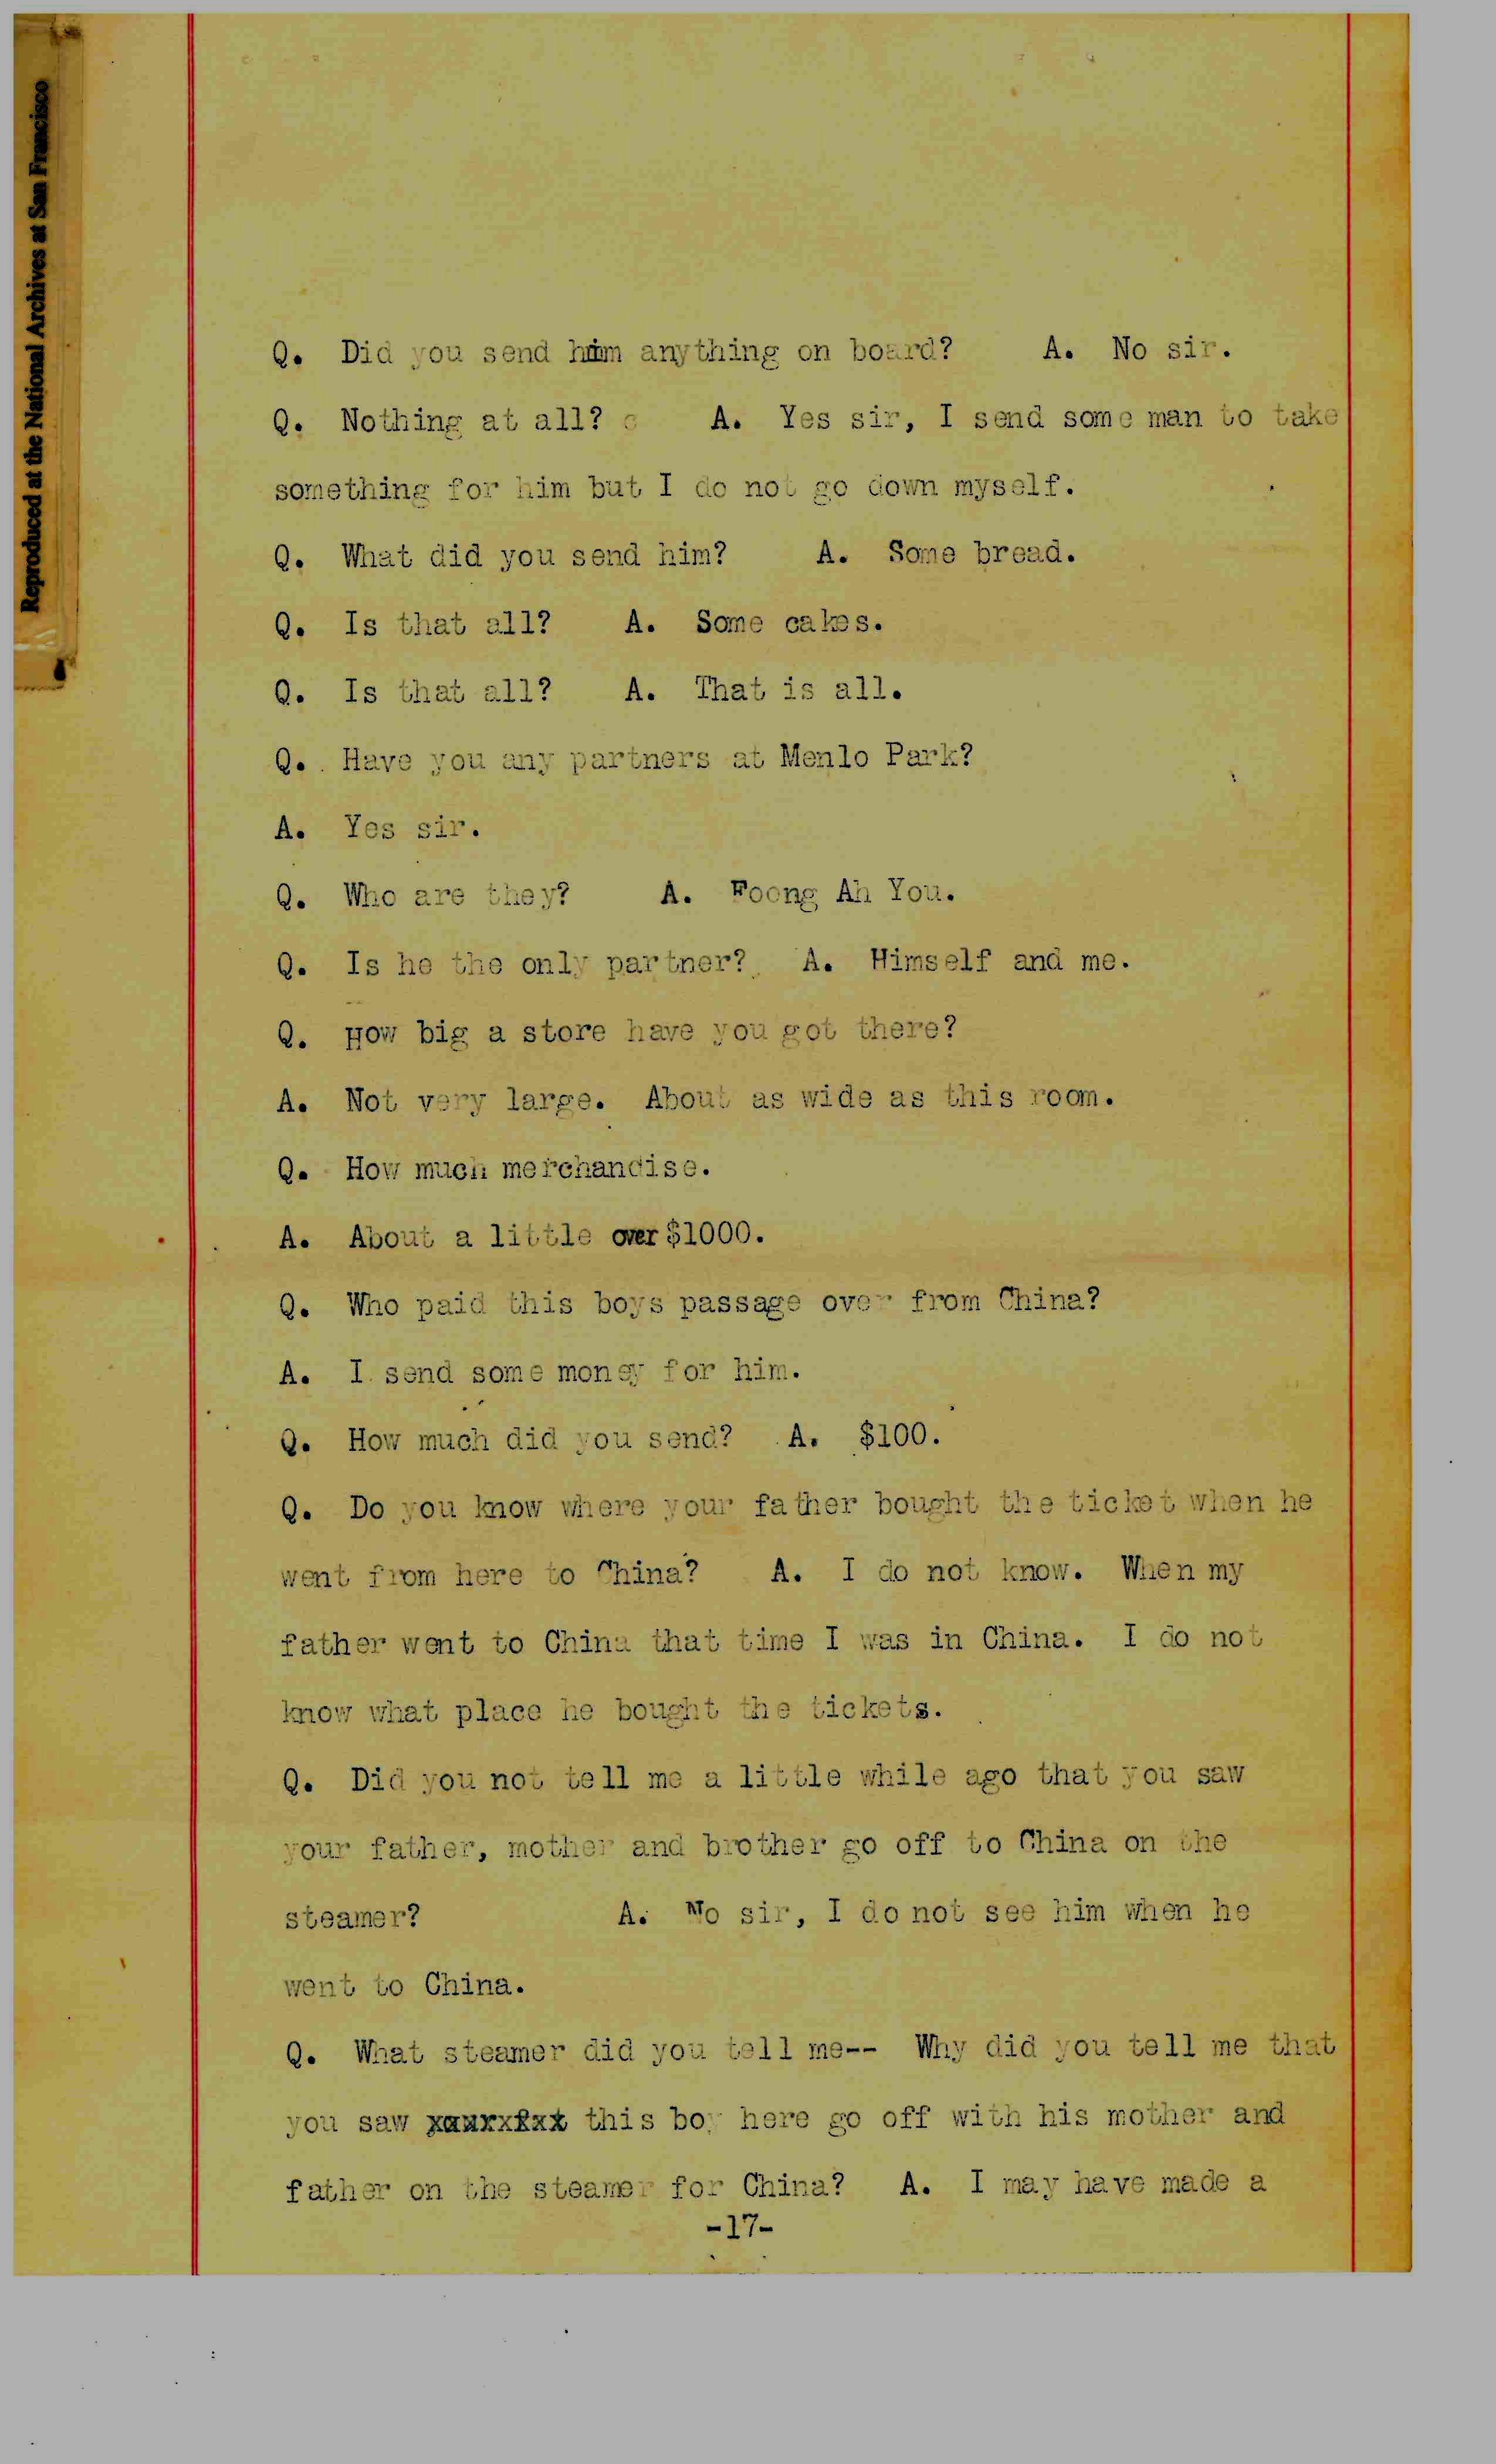 Reproduced at the National Archives at San Francisco
Q. Did you send him anything on board? A. No sir.
Q. Nothing at all? A. Yes sir, I send some man to take
something for him but I do not go down myself.
Q. What did you send him? A. Some bread.
Q. Is that all? A. Some cakes.
Q. Is that all? A. That is all.
Q. Have you any partners at Menlo Park?
A. Yes sir.
Q. Who are they? A. Foong Ah You.
Q. Is he the only partner? A. Himself and me.
Q. How big a store have you got there?
A. Not very large. About as wide as this room.
Q. How much merchandise.
A. About a little over $1000.
Q. Who paid this boys passage over from China?
A. I send some money for him.
Q. How much did you send? A. $100.
Q. Do you know where your father bought the ticket when he
went from here to China? A. I do not know. When my
father went to China that time I was in China. I do not
know what place he bought the tickets.
Q. Did you not tell me a little while ago that you saw
your father, mother and brother go off to China on the
steamer? A. No sir, I do not see him when he
went to China.
Q. What steamer did you tell me-- Why did you tell me that
you saw this boy here go off with his mother and
father on the steamer for China? A. I may have made a
-17-